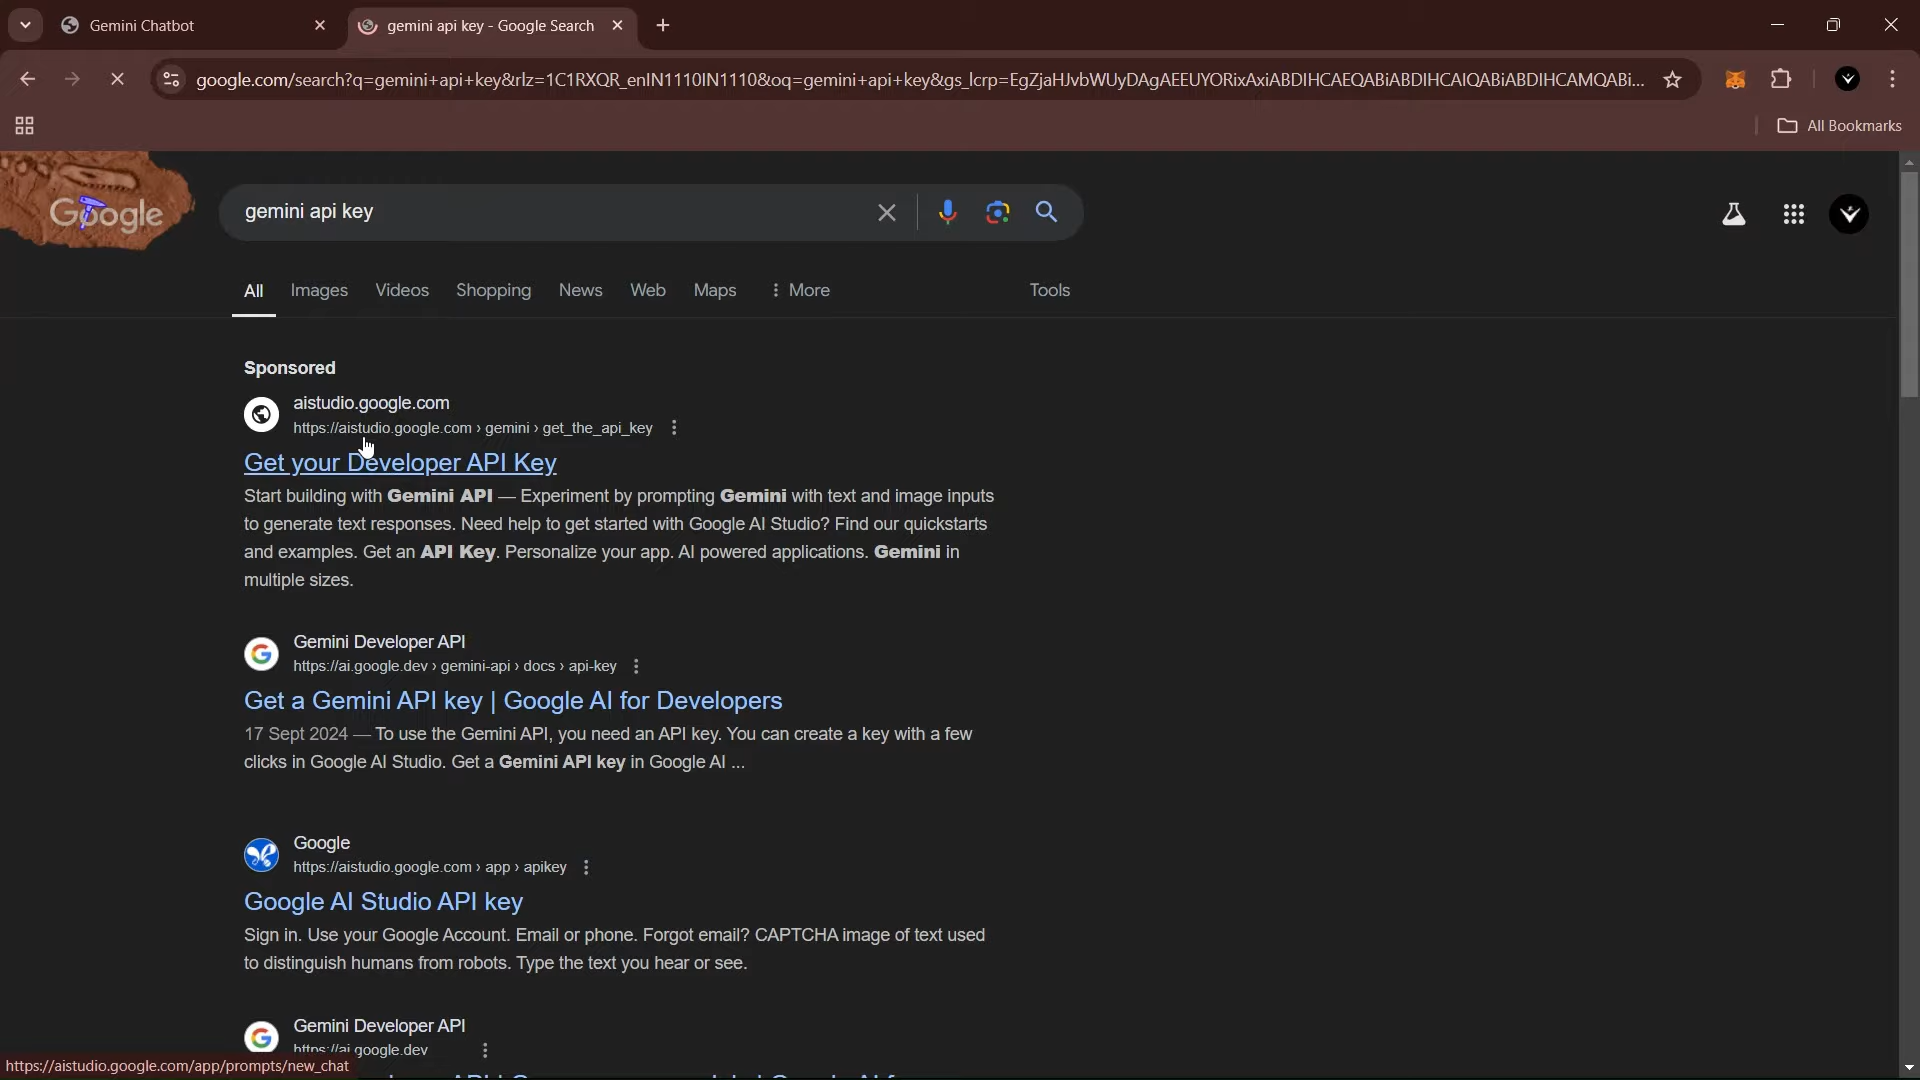 Gemini Chatbot
gemini api key - Google Search
google.com/search?q=gemini+api+key&rlz=1C1RXQR_enIN1110IN1110&oq=gemini+api+key&gs_lcrp=EgZjaHJvbWUyDAgAEEUYORixAxiABDIHCAEQABiABDIHCAIQABiABDIHCAMQABi...
All Bookmarks
Google
gemini api key
All Images Videos Shopping News Web Maps More Tools
Sponsored
aistudio.google.com
https://aistudio.google.com › gemini › get_the_api_key
Get your Developer API Key
Start building with Gemini API — Experiment by prompting Gemini with text and image inputs
to generate text responses. Need help to get started with Google AI Studio? Find our quickstarts
and examples. Get an API Key. Personalize your app. AI powered applications. Gemini in
multiple sizes.
Gemini Developer API
https://ai.google.dev › gemini-api › docs › api-key
Get a Gemini API key | Google AI for Developers
17 Sept 2024 — To use the Gemini API, you need an API key. You can create a key with a few
clicks in Google AI Studio. Get a Gemini API key in Google AI ...
Google
https://aistudio.google.com › app › apikey
Google AI Studio API key
Sign in. Use your Google Account. Email or phone. Forgot email? CAPTCHA image of text used
to distinguish humans from robots. Type the text you hear or see.
Gemini Developer API
https://ai.google.dev
https://aistudio.google.com/app/prompts/new_chat